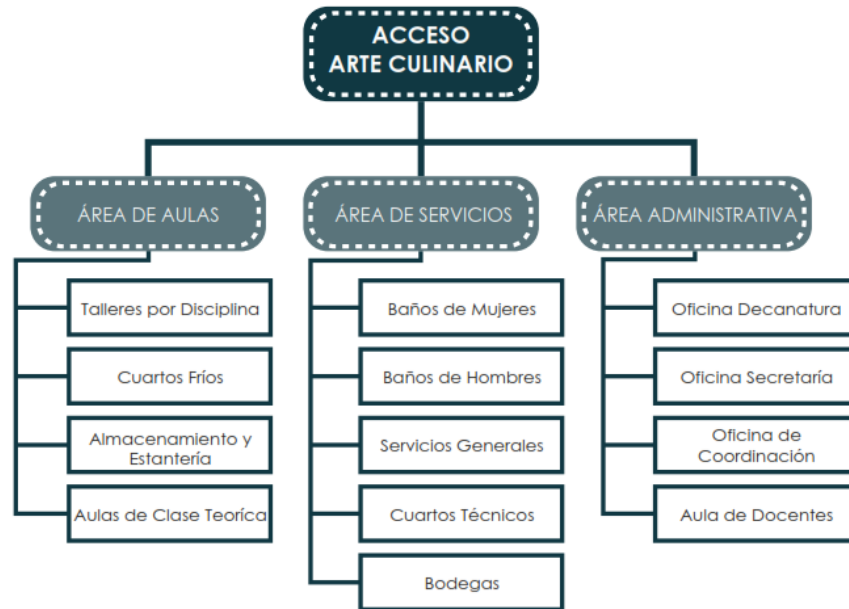 ACCESO
ARTE CULINARIO
ÁREA DE AULAS
Talleres por Disciplina
Cuartos Fríos
Almacenamiento y
Estantería
Aulas de Clase Teoríca
ÁREA DE SERVICIOS
Baños de Mujeres
Baños de Hombres
Servicios Generales
Cuartos Técnicos
Bodegas
ÁREA ADMINISTRATIVA
Oficina Decanatura
Oficina Secretaría
Oficina de
Coordinación
Aula de Docentes